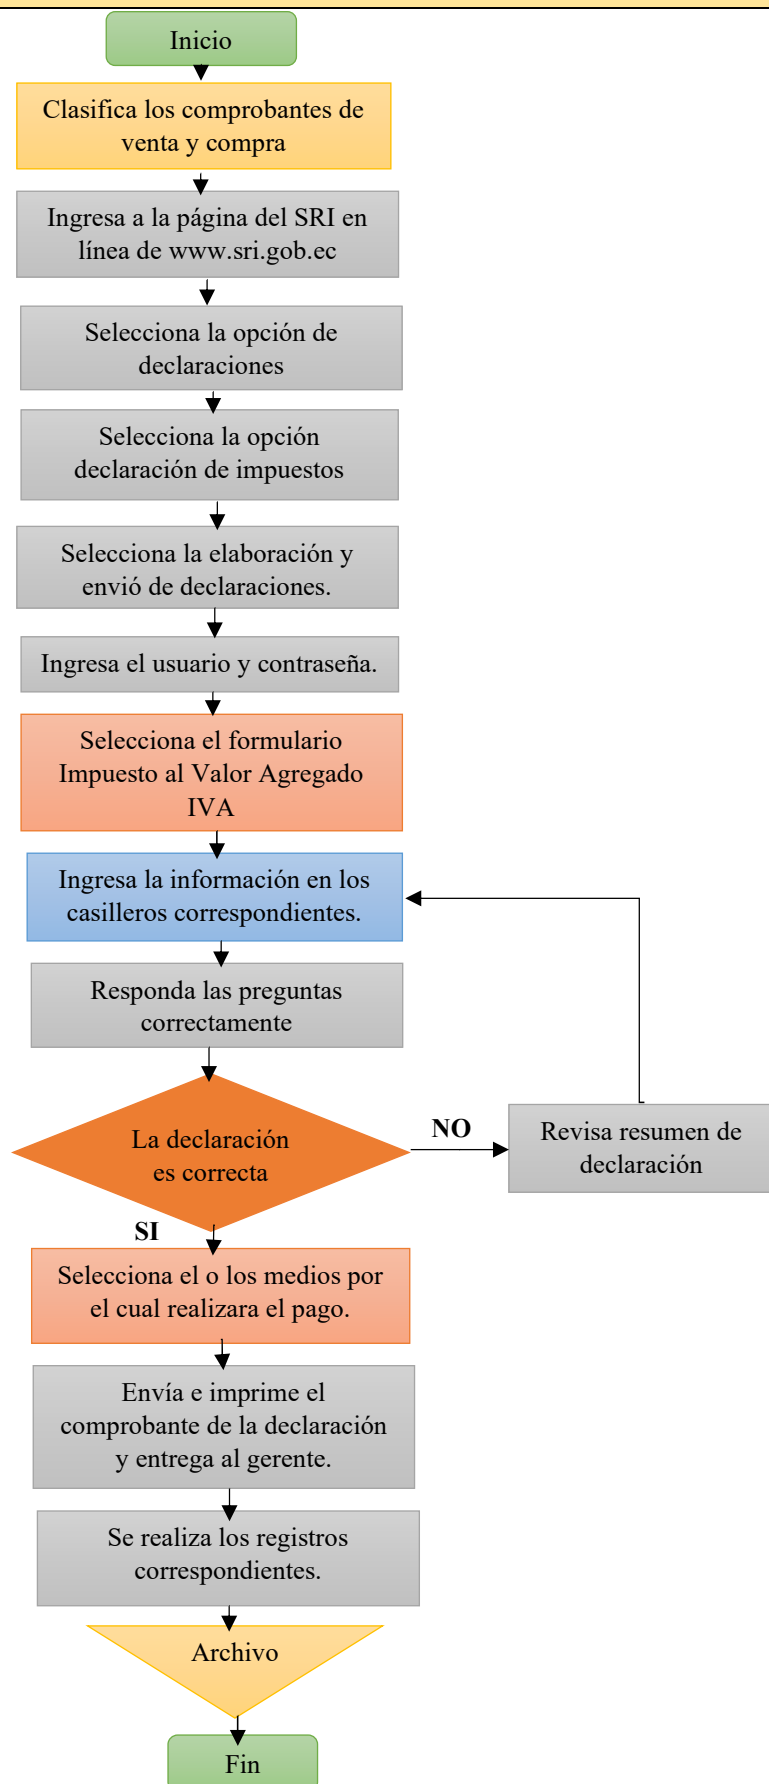 Inicio
Clasifica los comprobantes de
venta y compra
Ingresa a la página del SRI en
línea de www.sri.gob.ec
Selecciona la opción de
declaraciones
Selecciona la opción
declaración de impuestos
Selecciona la elaboración y
envió de declaraciones.
Ingresa el usuario y contraseña.
Selecciona el formulario
Impuesto al Valor Agregado
IVA
Ingresa la información en los
casilleros correspondientes.
Responda las preguntas
correctamente
La declaración
es correcta
NO
Revisa resumen de
declaración
SI
Selecciona el o los medios por
el cual realizara el pago.
Envía e imprime el
comprobante de la declaración
y entrega al gerente.
Se realiza los registros
correspondientes.
Archivo
Fin